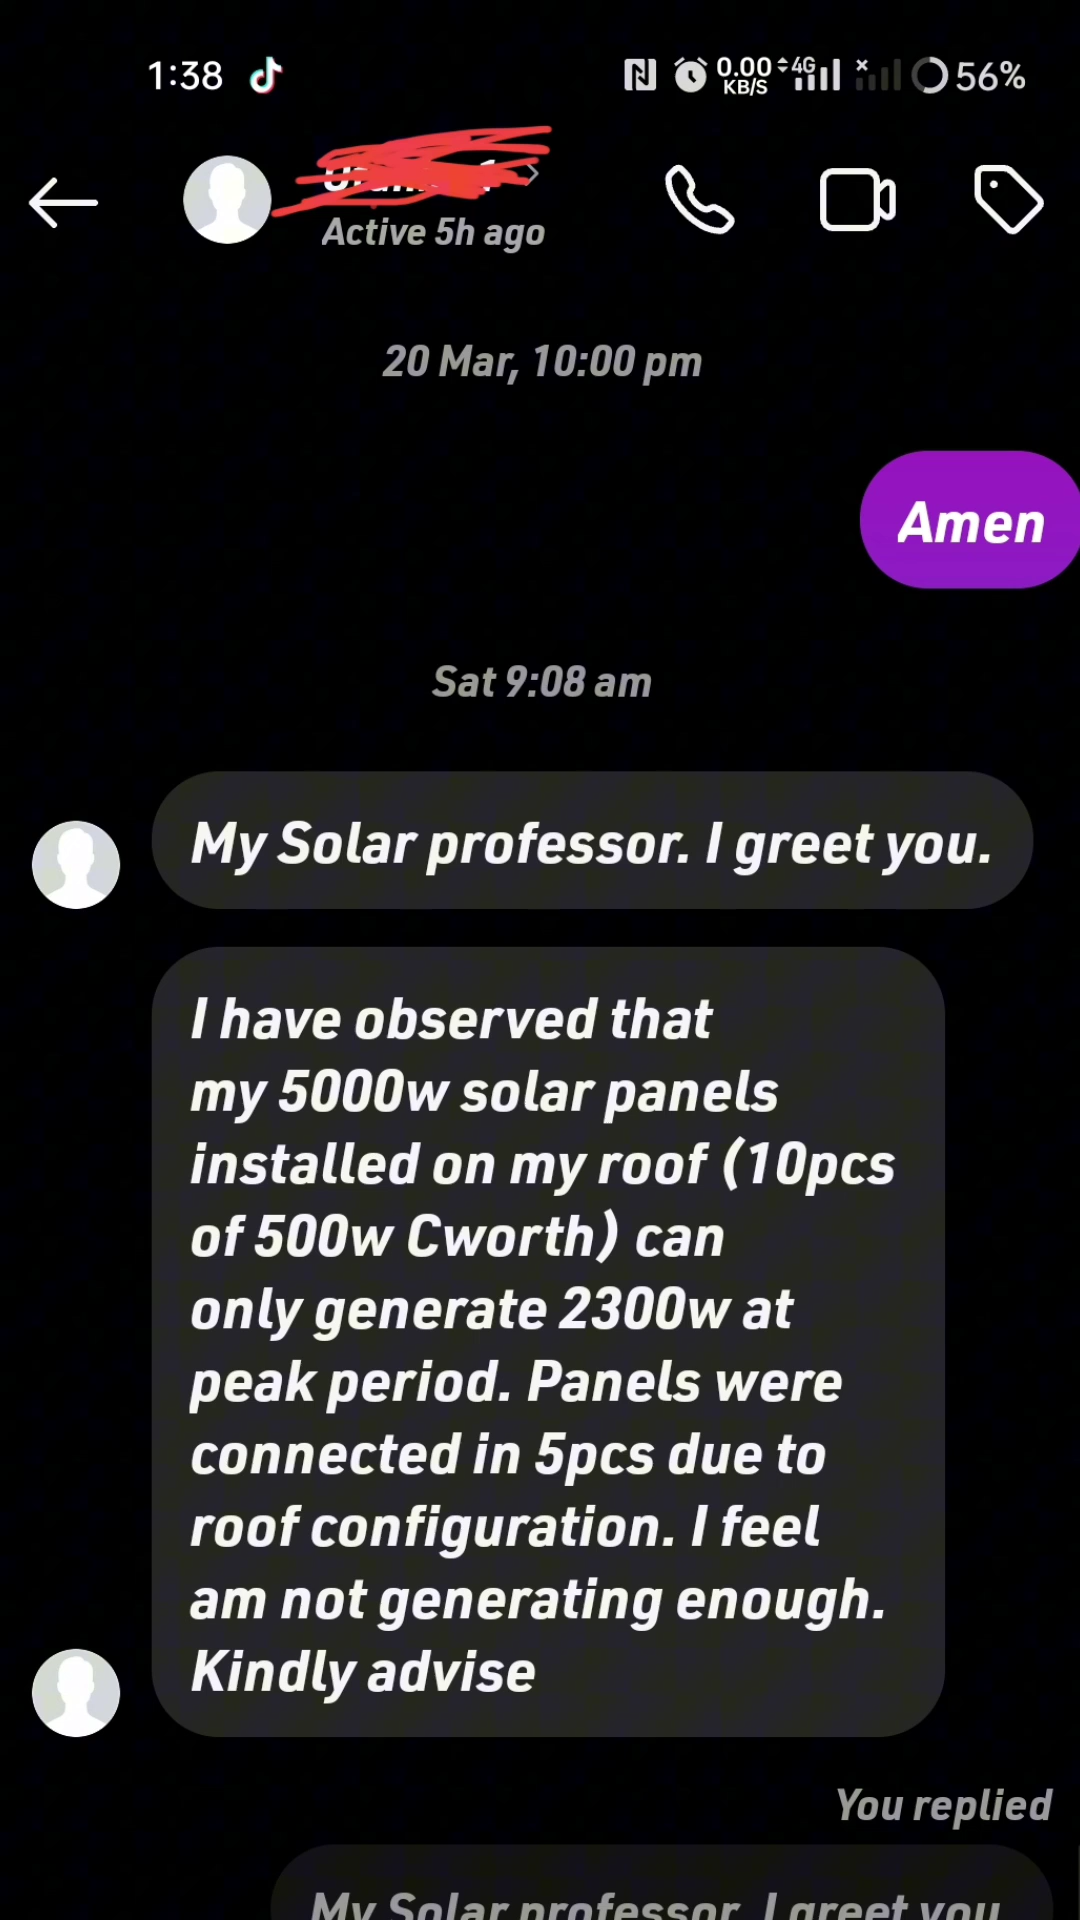 1:38
0.00
KB/S
4G
56%
Active 5h ago
20 Mar, 10:00 pm
Amen
Sat 9:08 am
My Solar professor. I greet you.
I have observed that
my 5000w solar panels
installed on my roof (10pcs
of 500w Cworth) can
only generate 2300w at
peak period. Panels were
connected in 5pcs due to
roof configuration. I feel
am not generating enough.
Kindly advise
You replied
My Solar professor. I greet you